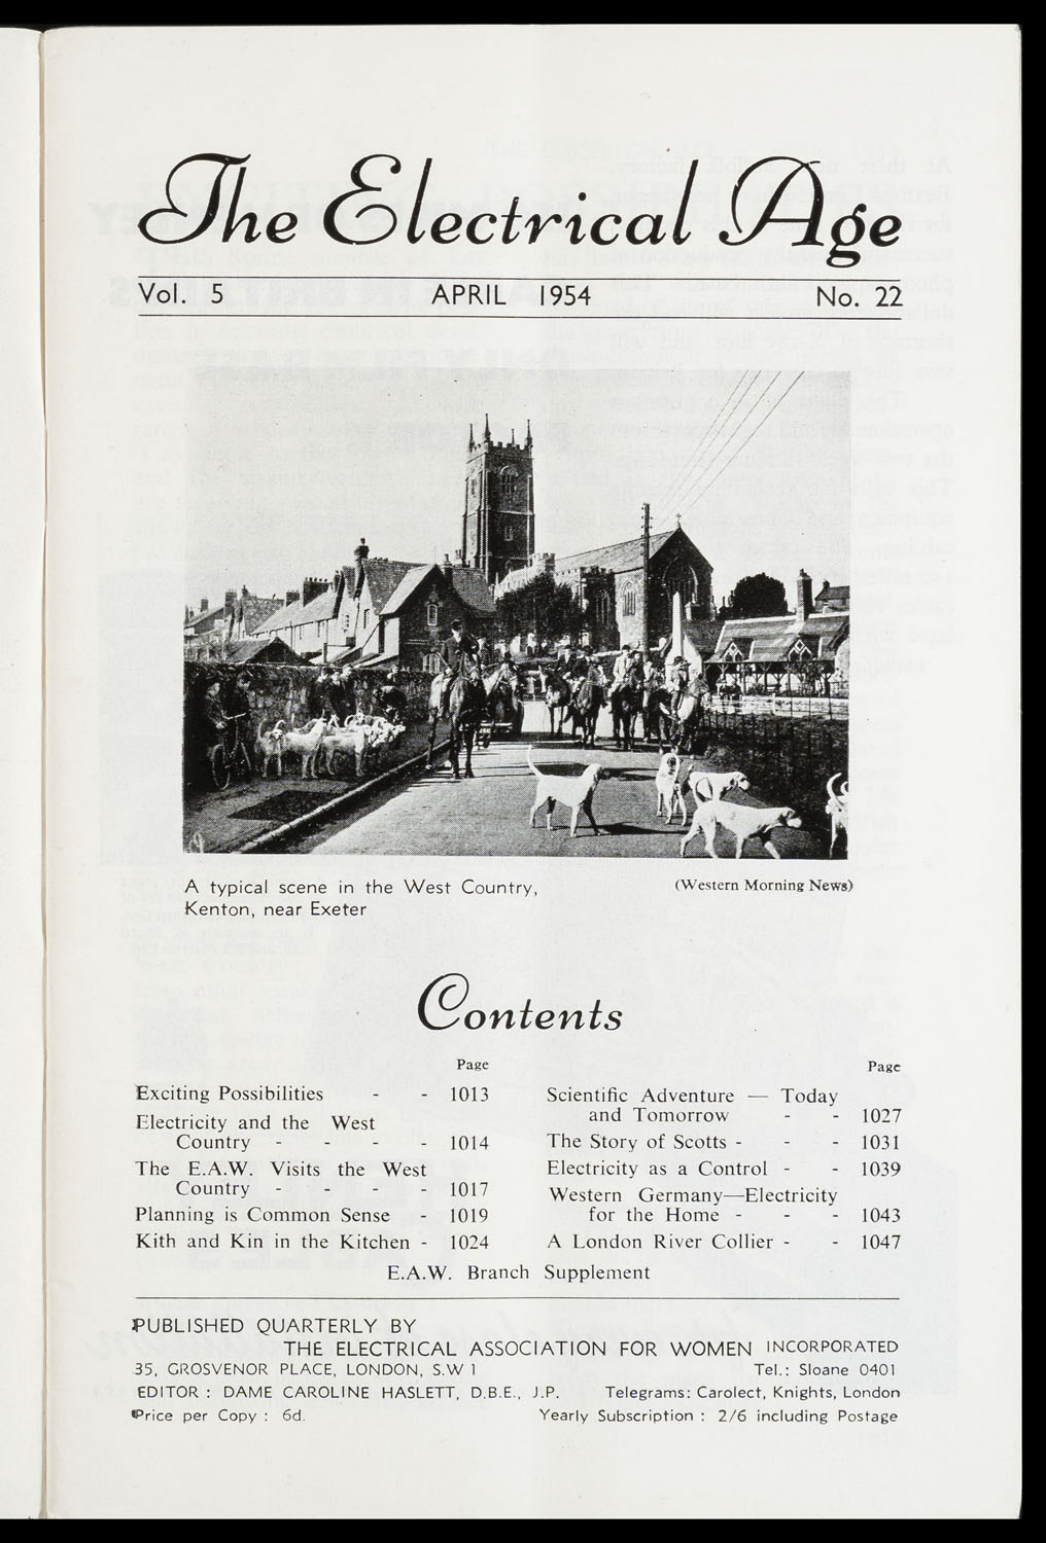 The Electrical Age
Vol. 5 APRIL 1954 No. 22
A typical scene in the West Country,
Kenton, near Exeter
(Western Morning News)
Contents
Page
Exciting Possibilities - - 1013
Electricity and the West
Country - - - - 1014
The E.A.W. Visits the West
Country - - - - 1017
Planning is Common Sense - 1019
Kith and Kin in the Kitchen - 1024
Page
Scientific Adventure — Today
and Tomorrow - - 1027
The Story of Scotts - - - 1031
Electricity as a Control - - 1039
Western Germany—Electricity
for the Home - - - 1043
A London River Collier - - 1047
E.A.W. Branch Supplement
PUBLISHED QUARTERLY BY
THE ELECTRICAL ASSOCIATION FOR WOMEN INCORPORATED
35, GROSVENOR PLACE, LONDON, S.W 1 Tel.: Sloane 0401
EDITOR : DAME CAROLINE HASLETT, D.B.E., J.P. Telegrams: Carolect, Knights, London
Price per Copy : 6d. Yearly Subscription : 2/6 including Postage